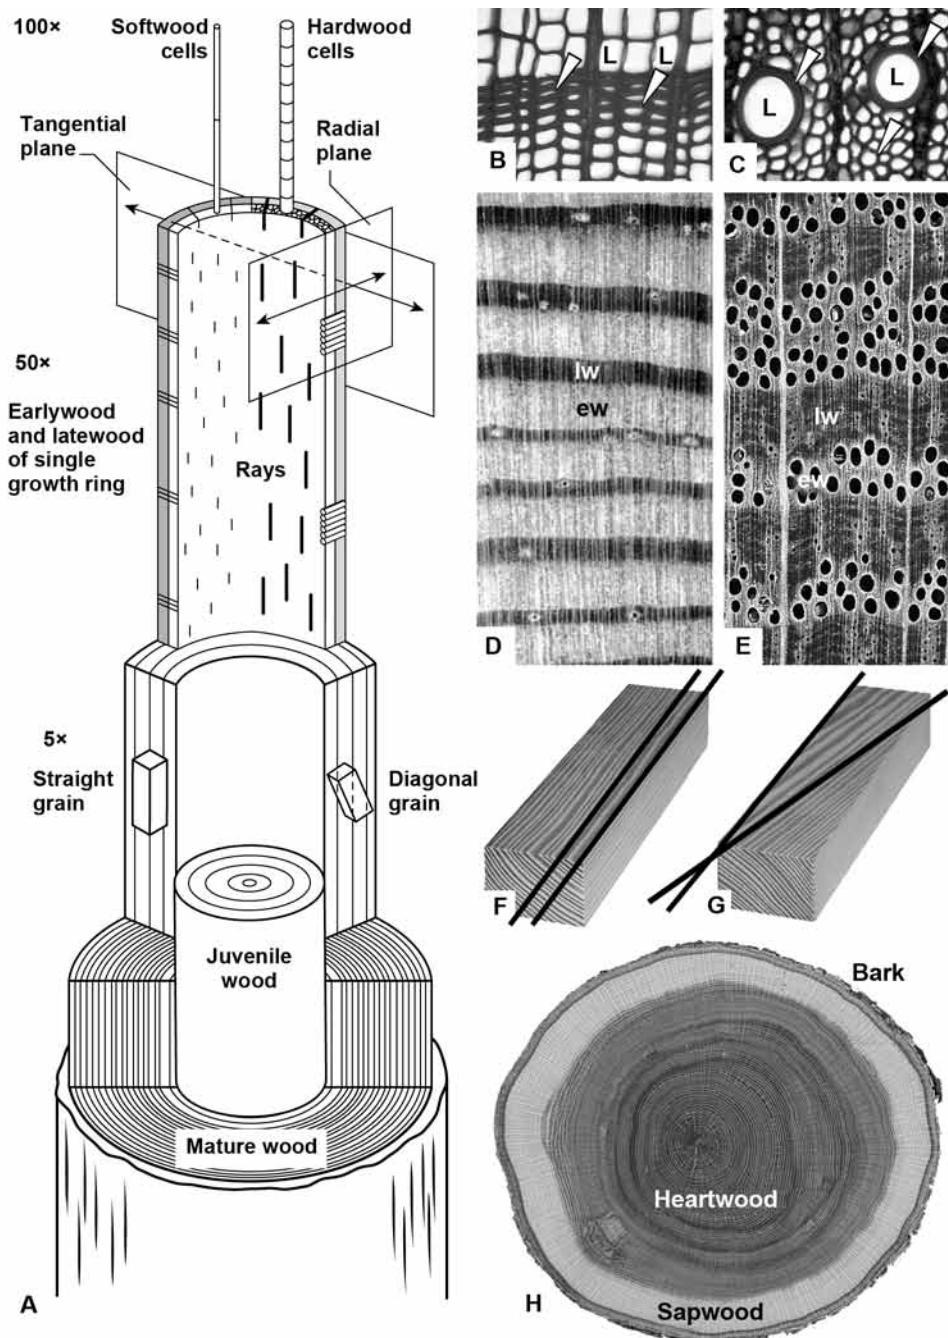 100×
Softwood
cells
Hardwood
cells
Tangential
plane
Radial
plane
50×
Earlywood
and latewood
of single
growth ring
Rays
5×
Straight
grain
Diagonal
grain
Juvenile
wood
Mature wood
A
L
L
B
L
L
C
lw
ew
D
lw
ew
E
F
G
Bark
Heartwood
Sapwood
H